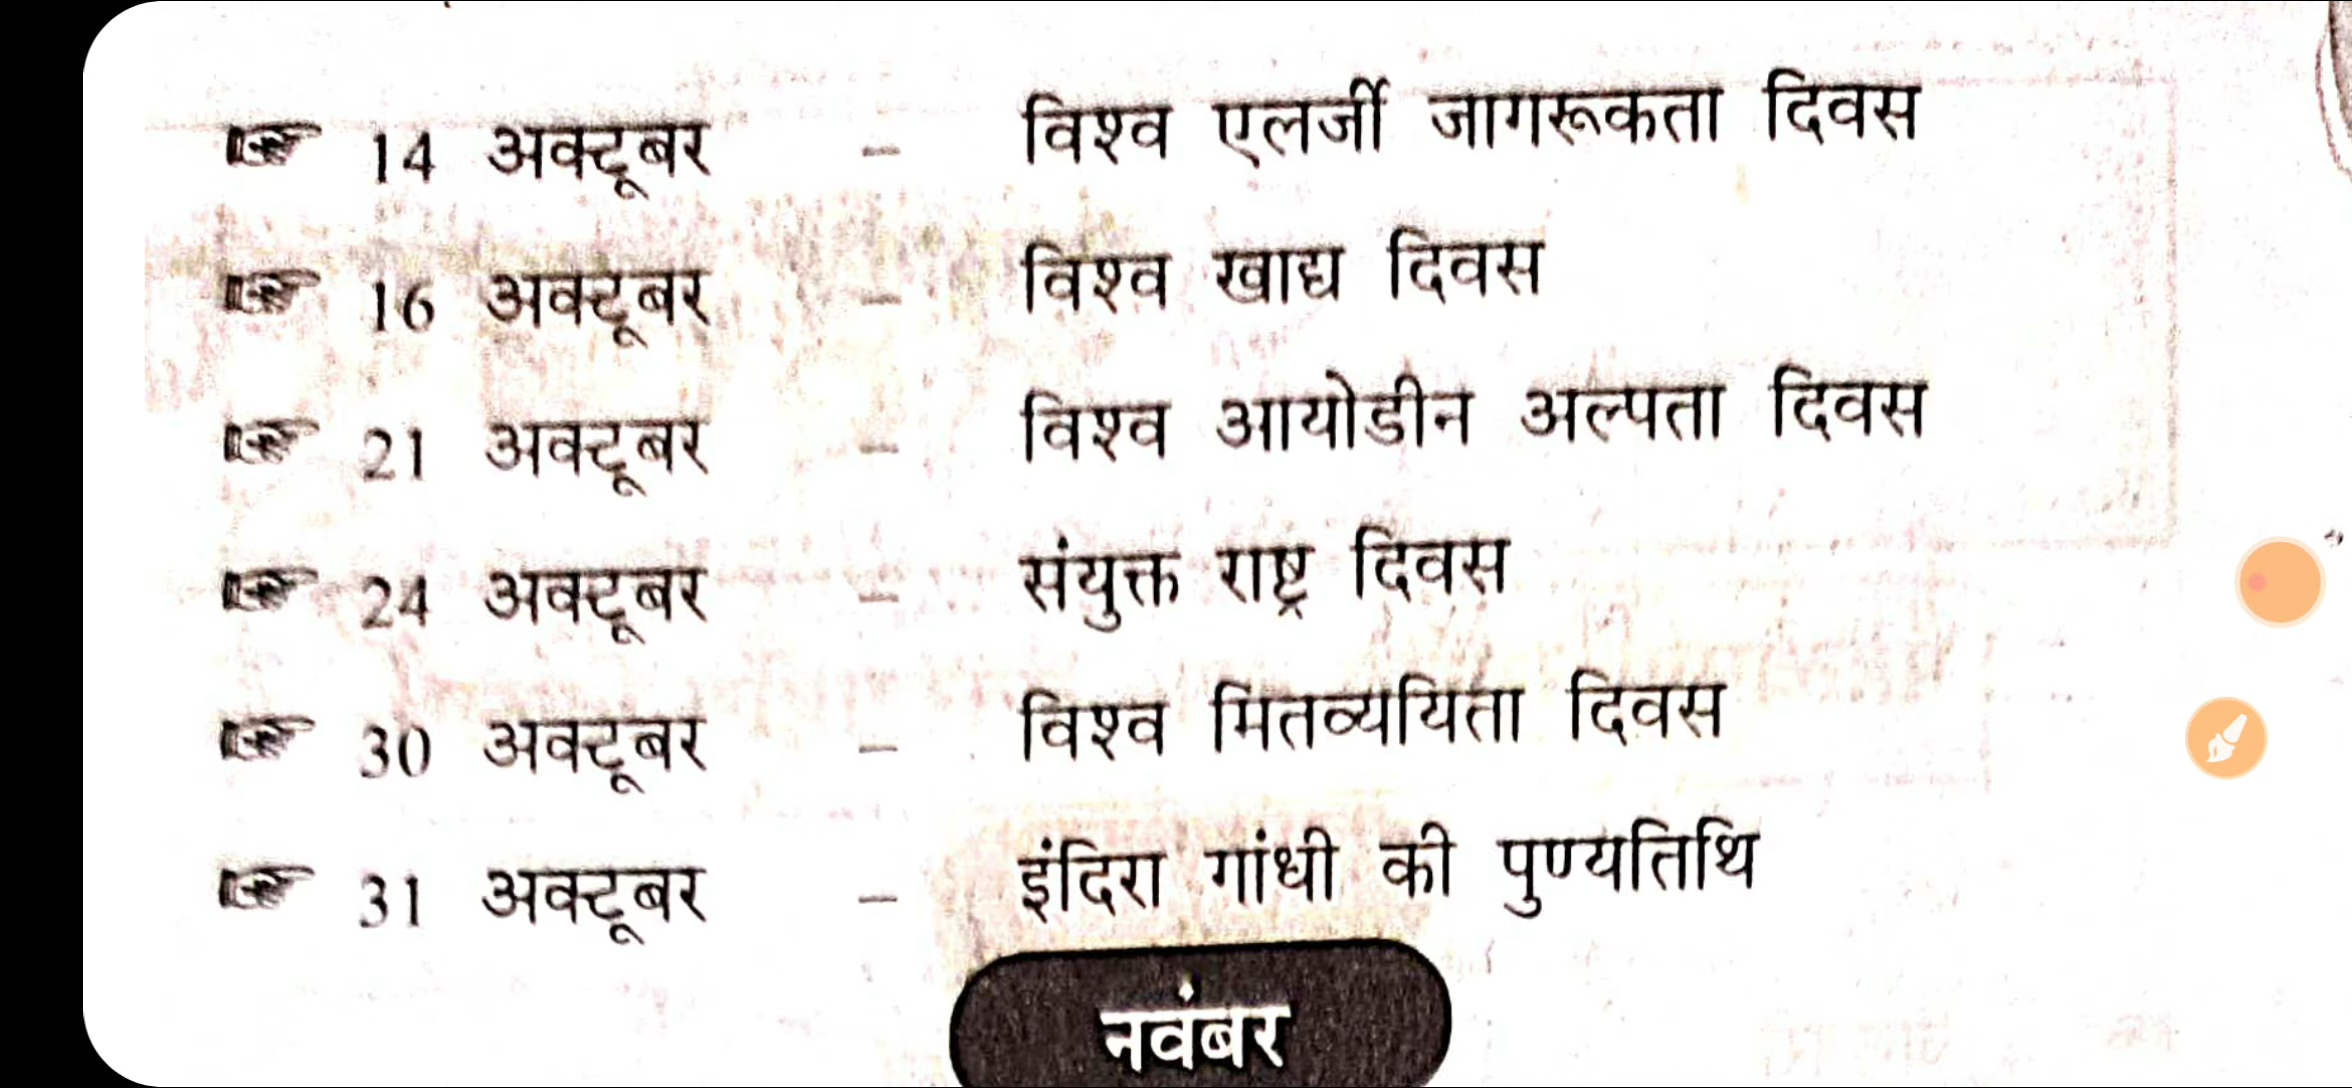 ☞ 14 अक्टूबर – विश्व एलर्जी जागरूकता दिवस
☞ 16 अक्टूबर – विश्व खाद्य दिवस
☞ 21 अक्टूबर – विश्व आयोडीन अल्पता दिवस
☞ 24 अक्टूबर – संयुक्त राष्ट्र दिवस
☞ 30 अक्टूबर – विश्व मितव्ययिता दिवस
☞ 31 अक्टूबर – इंदिरा गांधी की पुण्यतिथि
नवंबर